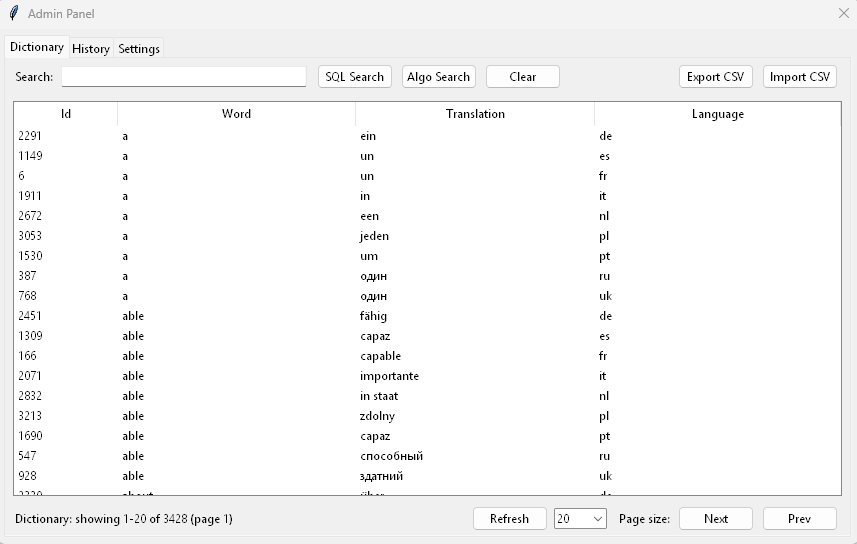 Admin Panel
Dictionary History Settings
Search: SQL Search Algo Search Clear Export CSV Import CSV
Id Word Translation Language
2291 a ein de
1149 a un es
6 a un fr
1911 a in it
2672 a een nl
3053 a jeden pl
1530 a um pt
387 a один ru
768 a один uk
2451 able fähig de
1309 able capaz es
166 able capable fr
2071 able importante it
2832 able in staat nl
3213 able zdolny pl
1690 able capaz pt
547 able способный ru
928 able здатний uk
about über de
Dictionary: showing 1-20 of 3428 (page 1) Refresh 20 Page size: Next Prev